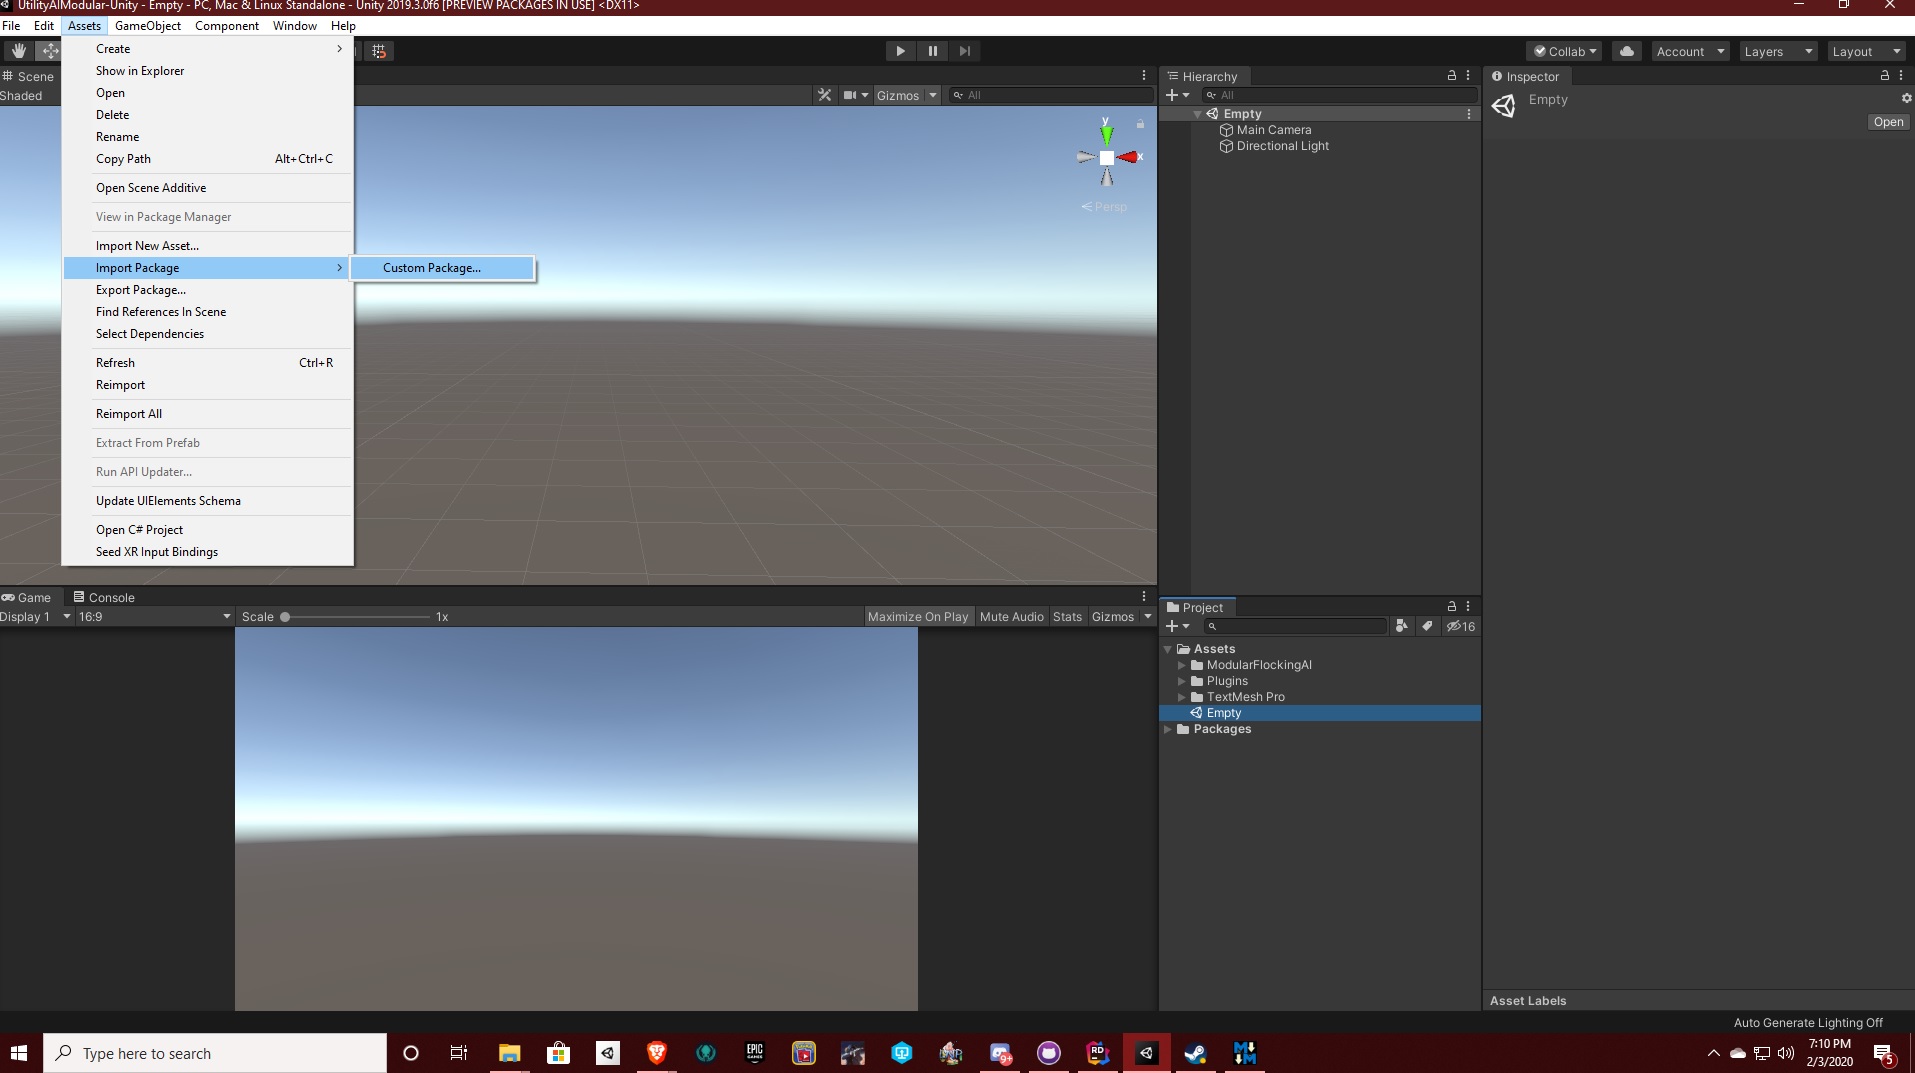 UtilityAIModular-Unity - Empty - PC, Mac & Linux Standalone - Unity 2019.3.0f6 [PREVIEW PACKAGES IN USE] <DX11>
File Edit Assets GameObject Component Window Help
Collab Account Layers Layout
Scene
Shaded
Gizmos All
Create
Show in Explorer
Open
Delete
Rename
Copy Path Alt+Ctrl+C
Open Scene Additive
View in Package Manager
Import New Asset...
Import Package
Custom Package...
Export Package...
Find References In Scene
Select Dependencies
Refresh Ctrl+R
Reimport
Reimport All
Extract From Prefab
Run API Updater...
Update UIElements Schema
Open C# Project
Seed XR Input Bindings
y
x
Persp
Hierarchy
All
Empty
Main Camera
Directional Light
Inspector
Empty
Open
Game Console
Display 1 16:9 Scale 1x Maximize On Play Mute Audio Stats Gizmos
Project
16
Assets
ModularFlockingAI
Plugins
TextMesh Pro
Empty
Packages
Asset Labels
Auto Generate Lighting Off
Type here to search
EPIC GAMES
9+
RD
7:10 PM
2/3/2020
5